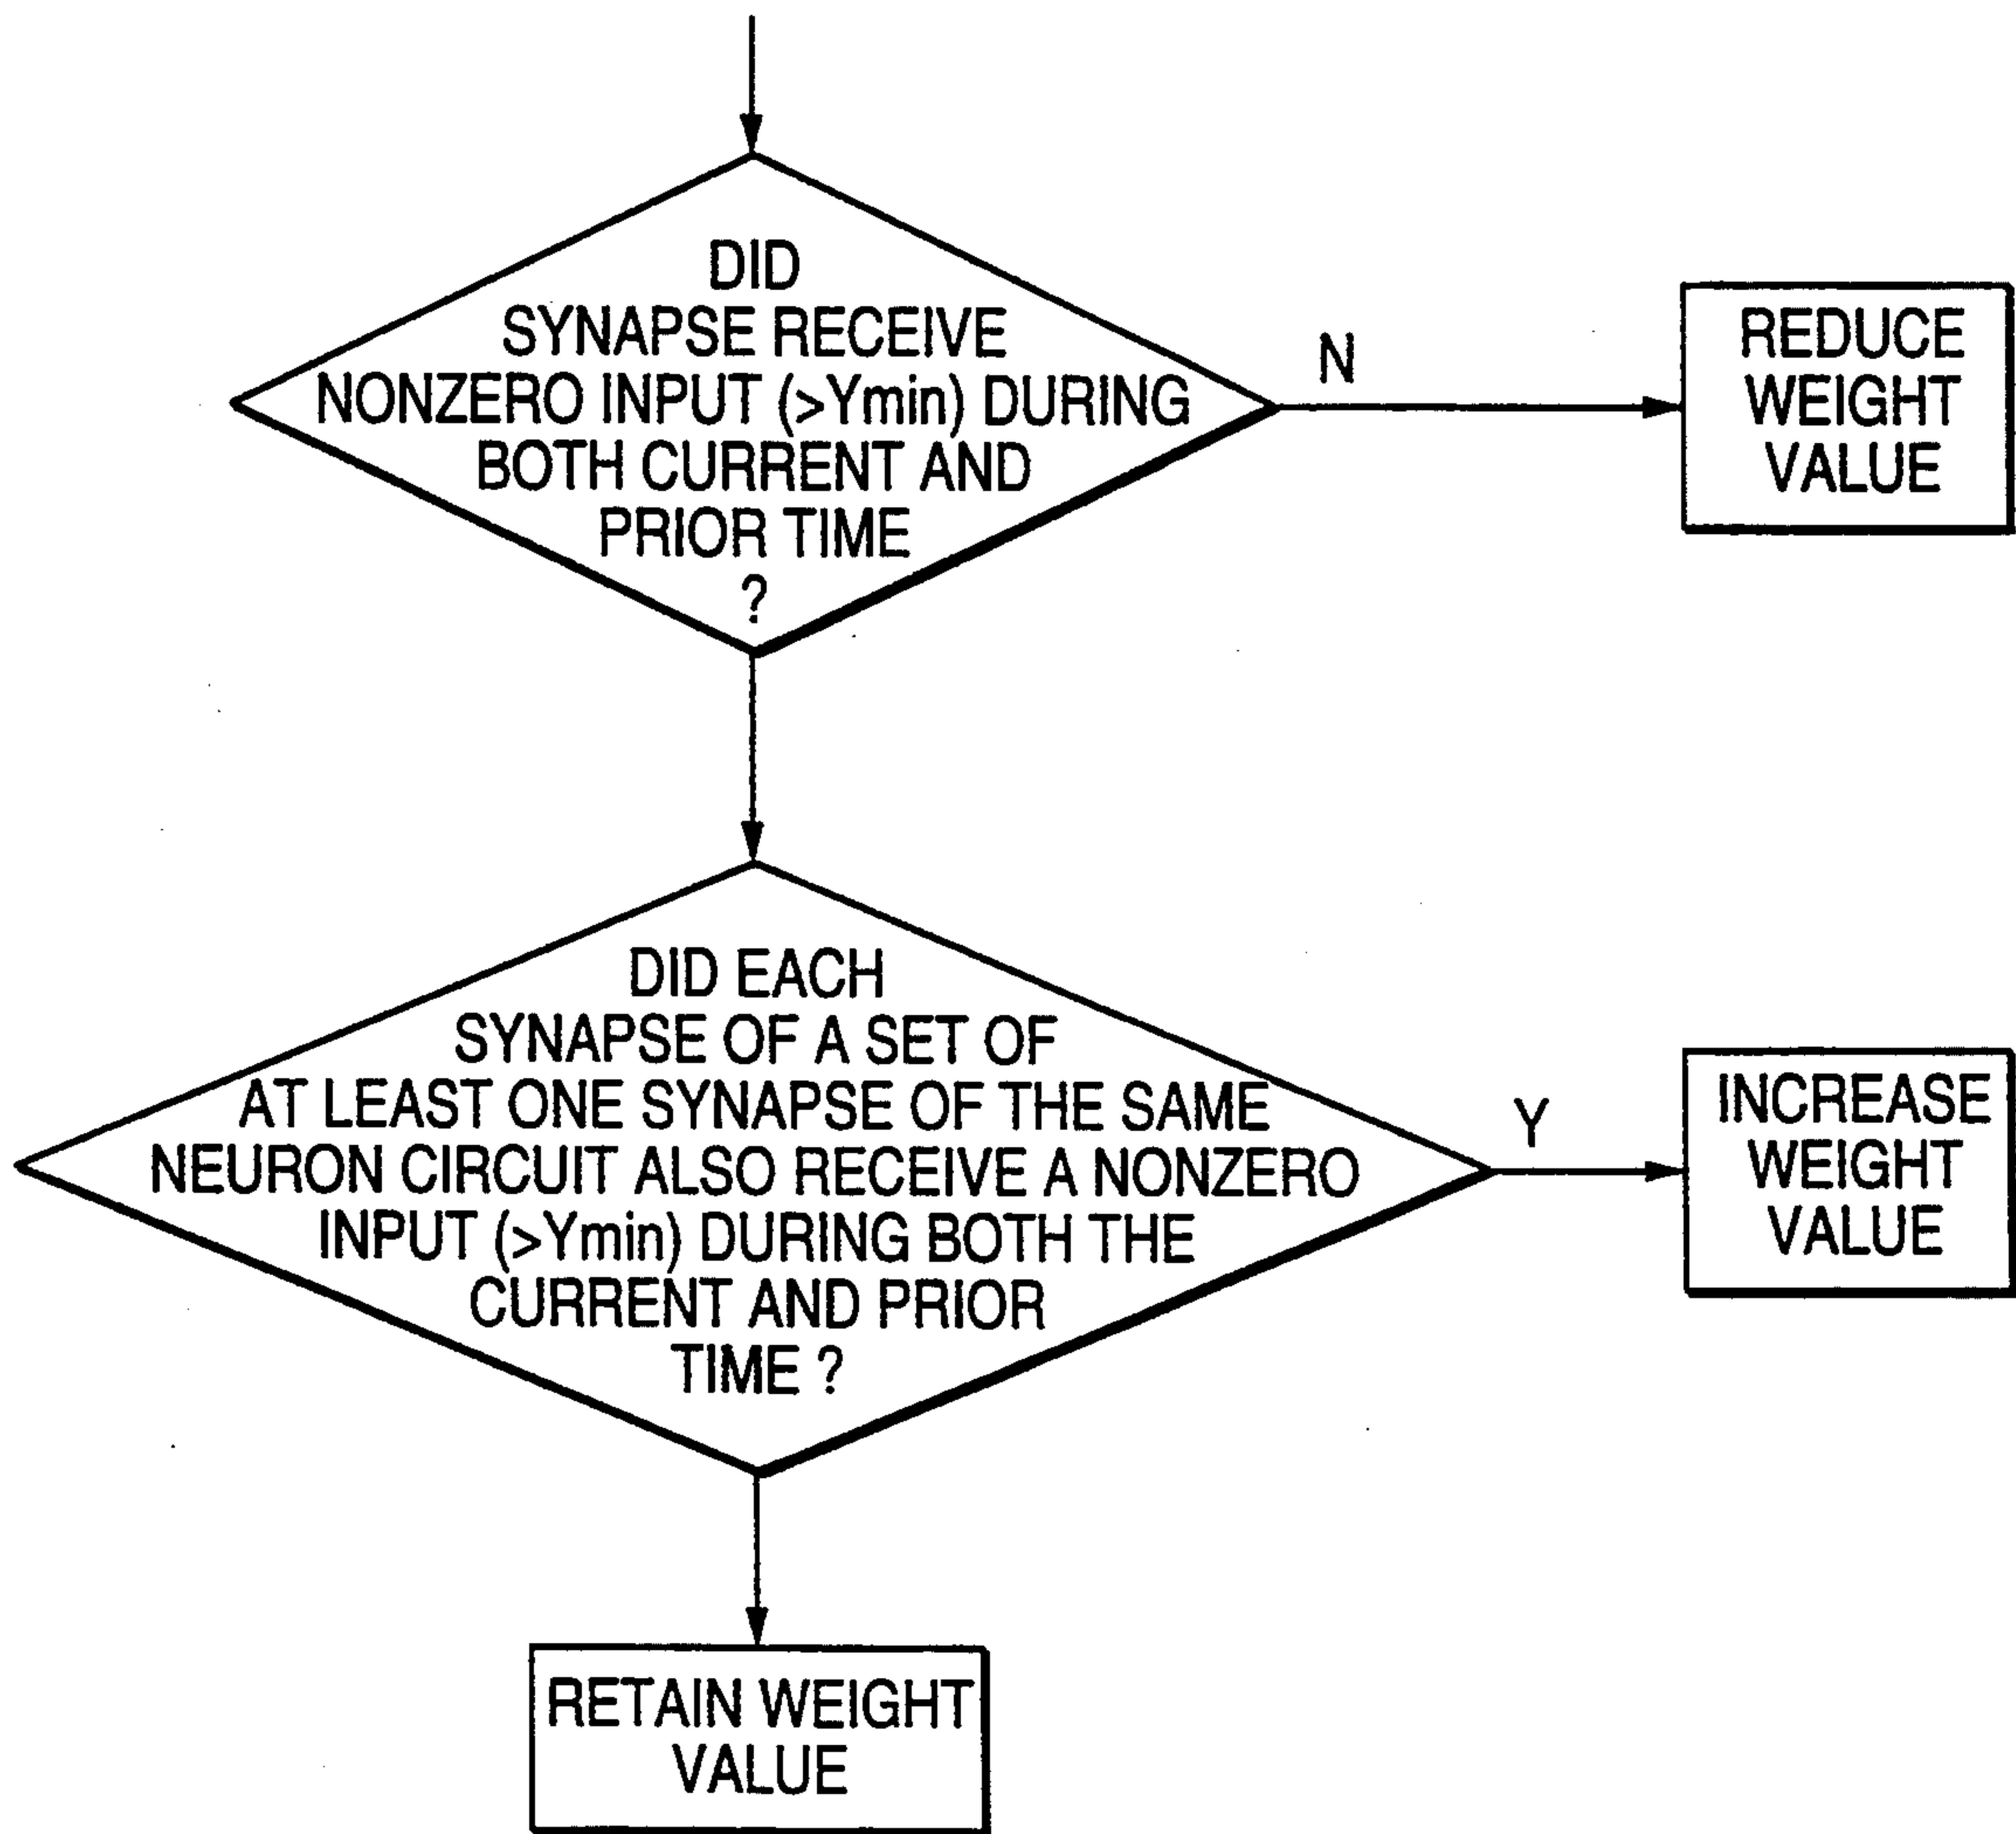 DID
SYNAPSE RECEIVE
NONZERO INPUT (>Ymin) DURING
BOTH CURRENT AND
PRIOR TIME
?
N
REDUCE
WEIGHT
VALUE
DID EACH
SYNAPSE OF A SET OF
AT LEAST ONE SYNAPSE OF THE SAME
NEURON CIRCUIT ALSO RECEIVE A NONZERO
INPUT (>Ymin) DURING BOTH THE
CURRENT AND PRIOR
TIME ?
Y
INCREASE
WEIGHT
VALUE
RETAIN WEIGHT
VALUE